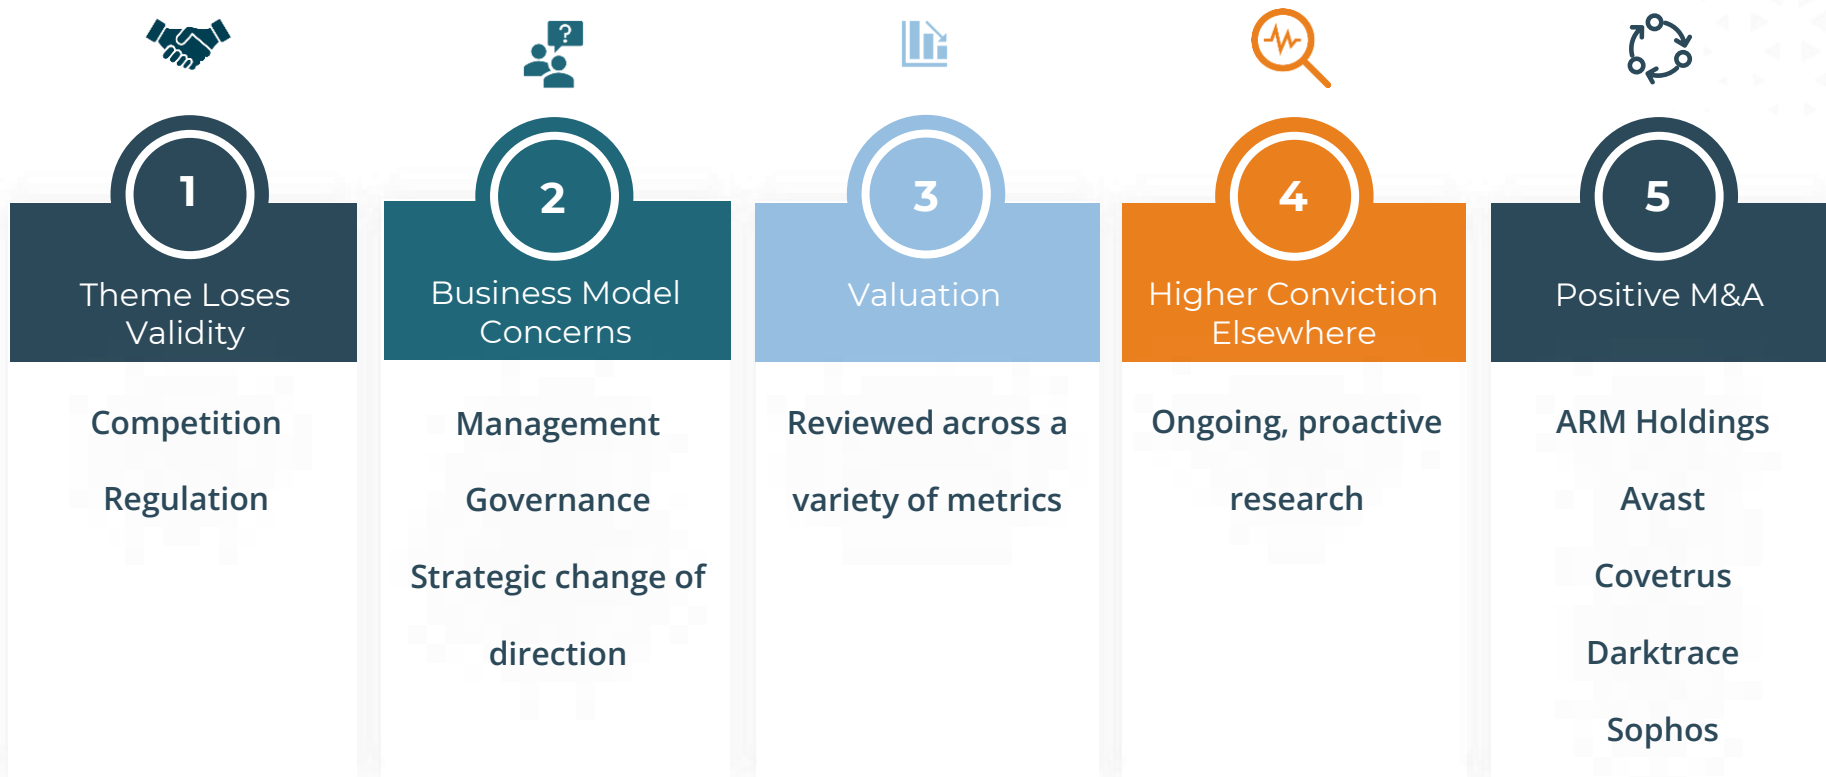 ?
1
Theme Loses
Validity
Competition
Regulation
2
Business Model
Concerns
Management
Governance
Strategic change of
direction
3
Valuation
Reviewed across a
variety of metrics
4
Higher Conviction
Elsewhere
Ongoing, proactive
research
5
Positive M&A
ARM Holdings
Avast
Covetrus
Darktrace
Sophos